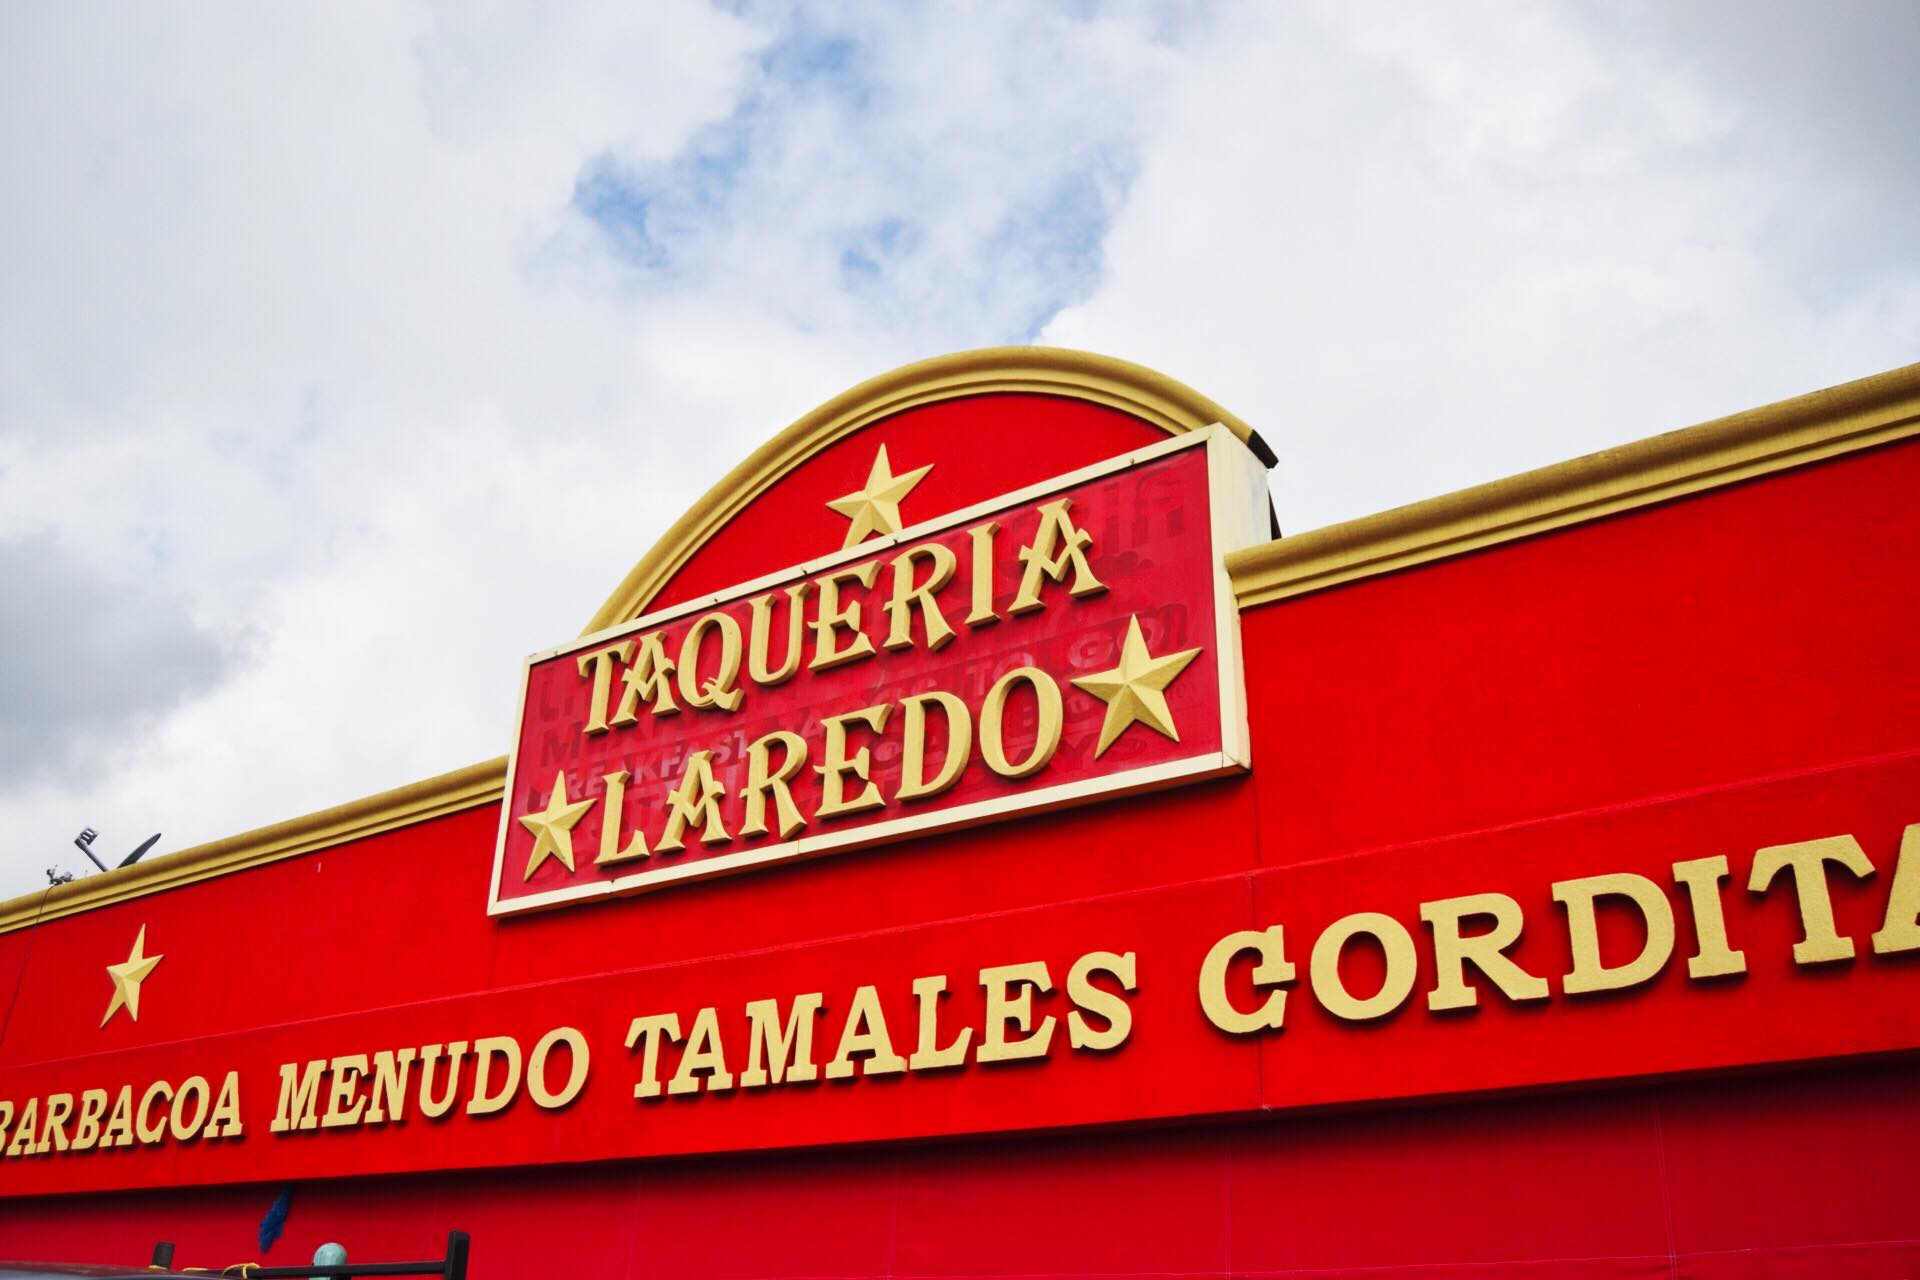 TAQUERIA
LAREDO
BARBACOA MENUDO TAMALES GORDITA